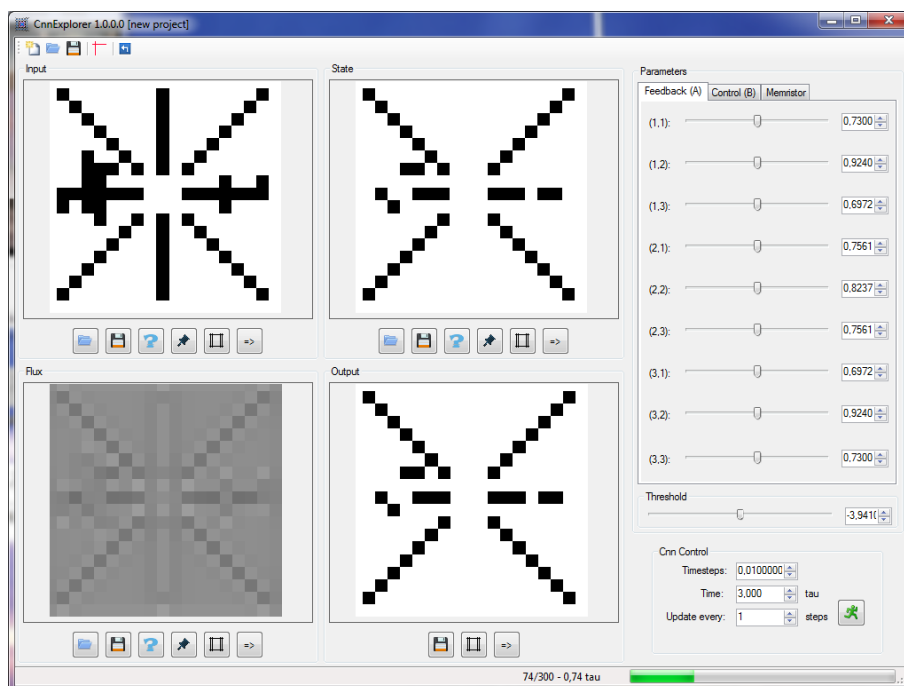 CnnExplorer 1.0.0.0 [new project]
Input
State
Parameters
Feedback (A) Control (B) Memristor
(1,1): 0,7300
(1,2): 0,9240
(1,3): 0,6972
(2,1): 0,7561
(2,2): 0,8237
(2,3): 0,7561
(3,1): 0,6972
(3,2): 0,9240
(3,3): 0,7300
=>
=>
Flux
Output
Threshold
-3,941(
Cnn Control
Timesteps: 0,0100000
Time: 3,000 tau
Update every: 1 steps
=>
=>
74/300 - 0,74 tau